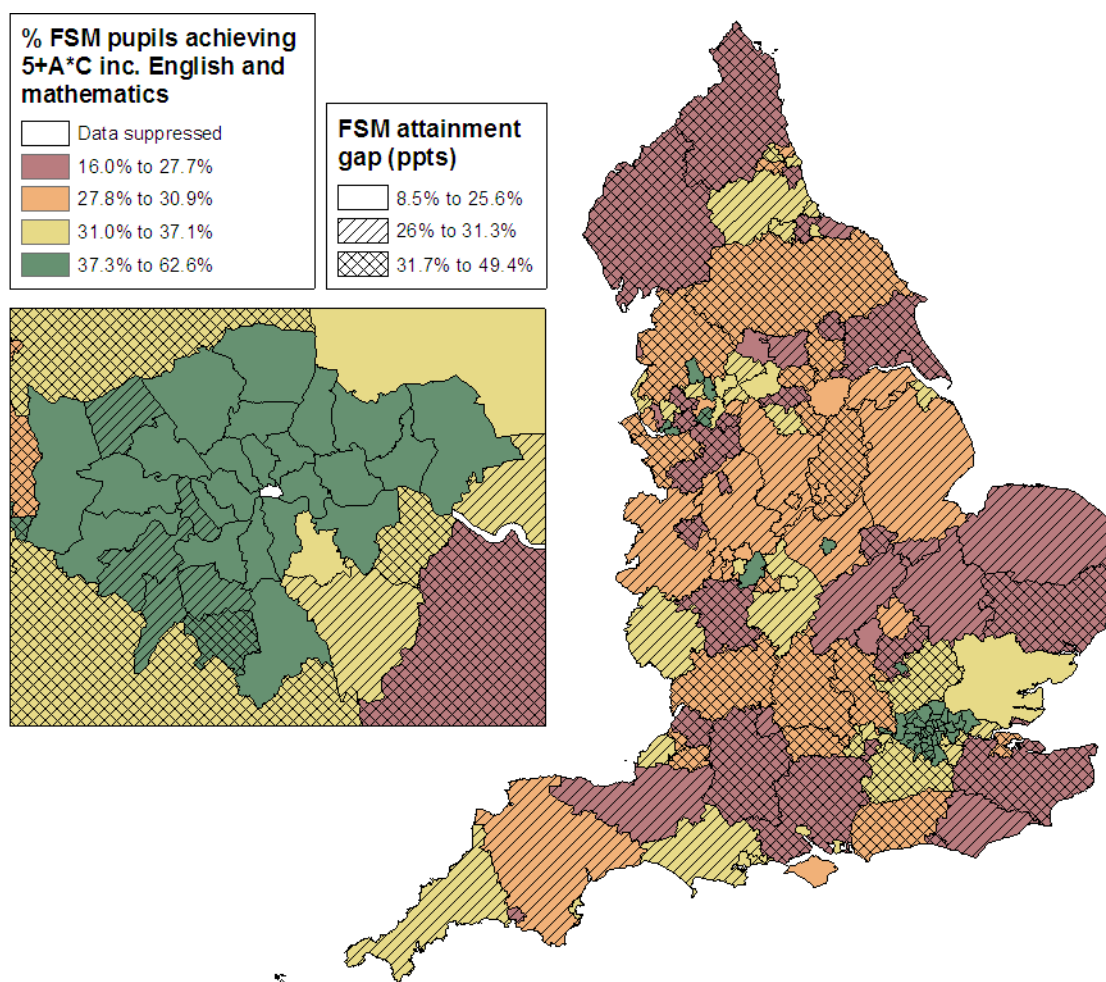 % FSM pupils achieving
5+A*C inc. English and
mathematics
Data suppressed
16.0% to 27.7%
27.8% to 30.9%
31.0% to 37.1%
37.3% to 62.6%
FSM attainment
gap (ppts)
8.5% to 25.6%
26% to 31.3%
31.7% to 49.4%